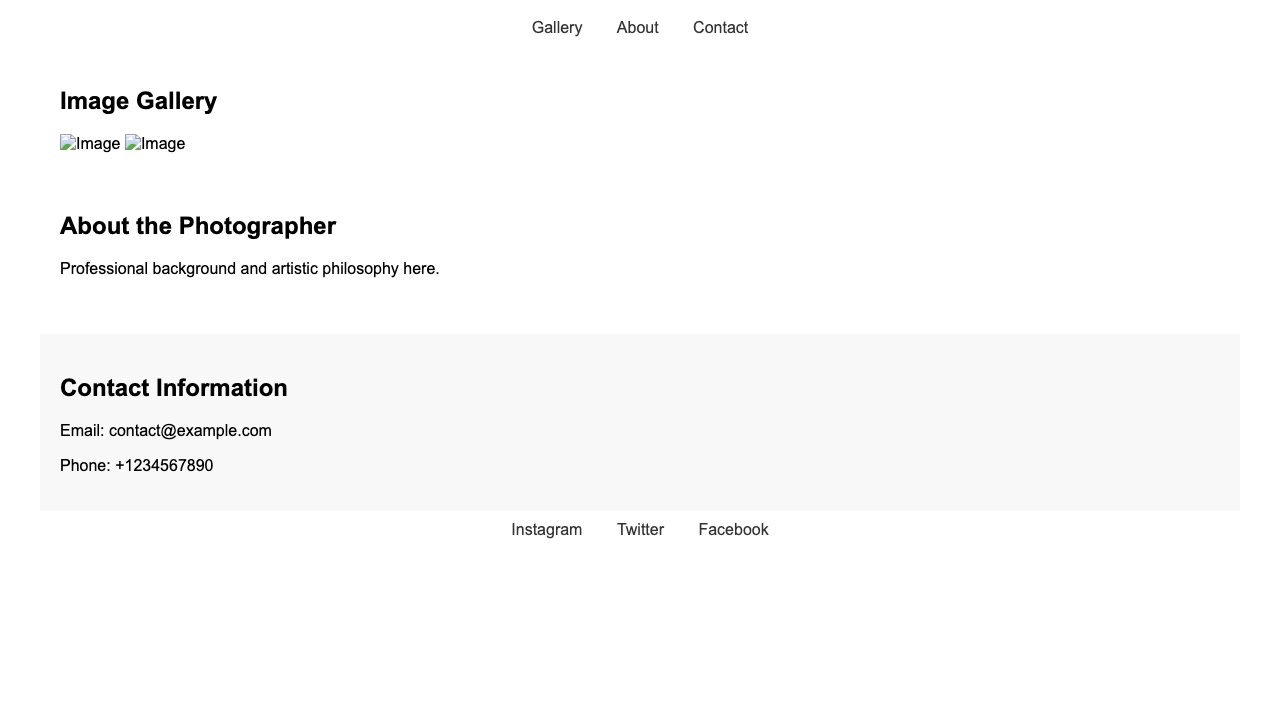 Gallery About Contact
Image Gallery
Image Image
About the Photographer
Professional background and artistic philosophy here.
Contact Information
Email: contact@example.com
Phone: +1234567890
Instagram Twitter Facebook